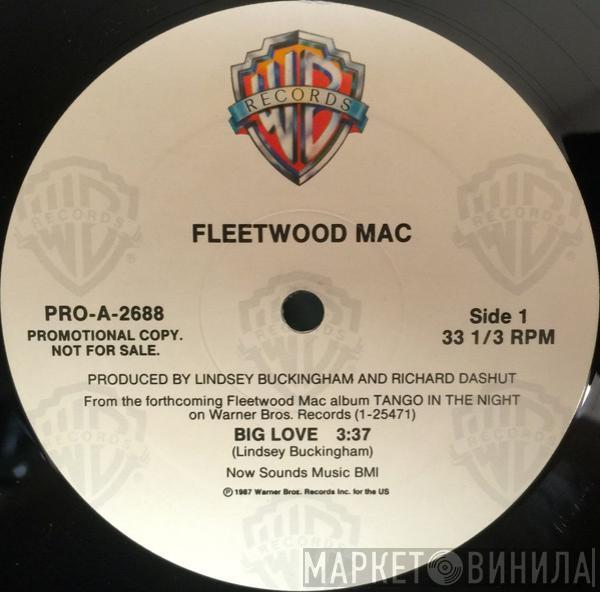 WB
RECORDS
FLEETWOOD MAC
PRO-A-2688
PROMOTIONAL COPY.
NOT FOR SALE.
Side 1
33 1/3 RPM
PRODUCED BY LINDSEY BUCKINGHAM AND RICHARD DASHUT
From the forthcoming Fleetwood Mac album TANGO IN THE NIGHT
on Warner Bros. Records (1-25471)
BIG LOVE 3:37
(Lindsey Buckingham)
Now Sounds Music BMI
Ⓟ 1987 Warner Bros. Records Inc. for the US
МАРКЕТ ВИНИЛА